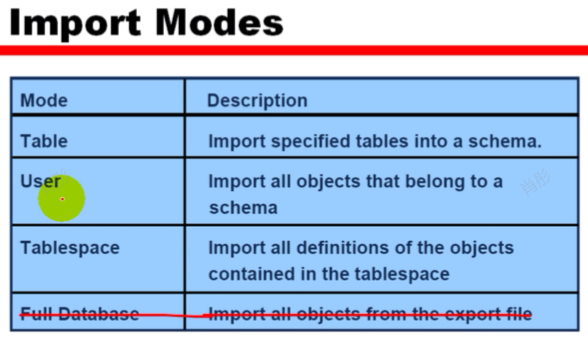 Import Modes
Mode Description
Table Import specified tables into a schema.
User Import all objects that belong to a
schema
Tablespace Import all definitions of the objects
contained in the tablespace
Full Database Import all objects from the export file